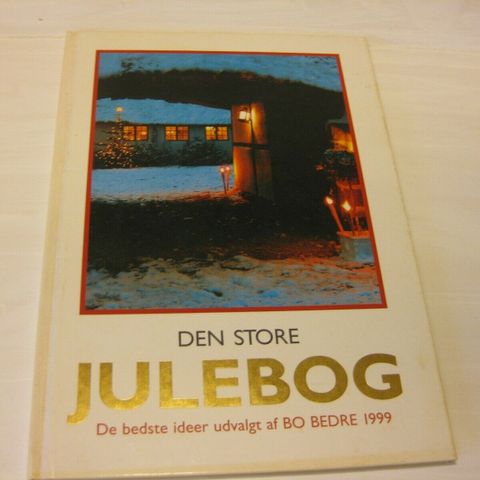 DEN STORE
JULEBOG
De bedste ideer udvalgt af BO BEDRE 1999